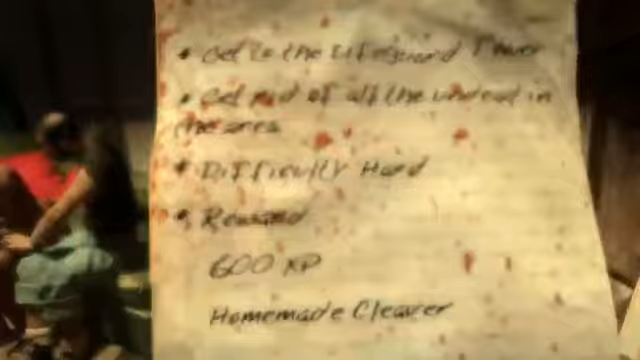 • Get to the Lifeguard Tower
• Get rid of all the undead in
the area
• Difficulty Hard
• Reward
600 XP
Homemade Cleaver